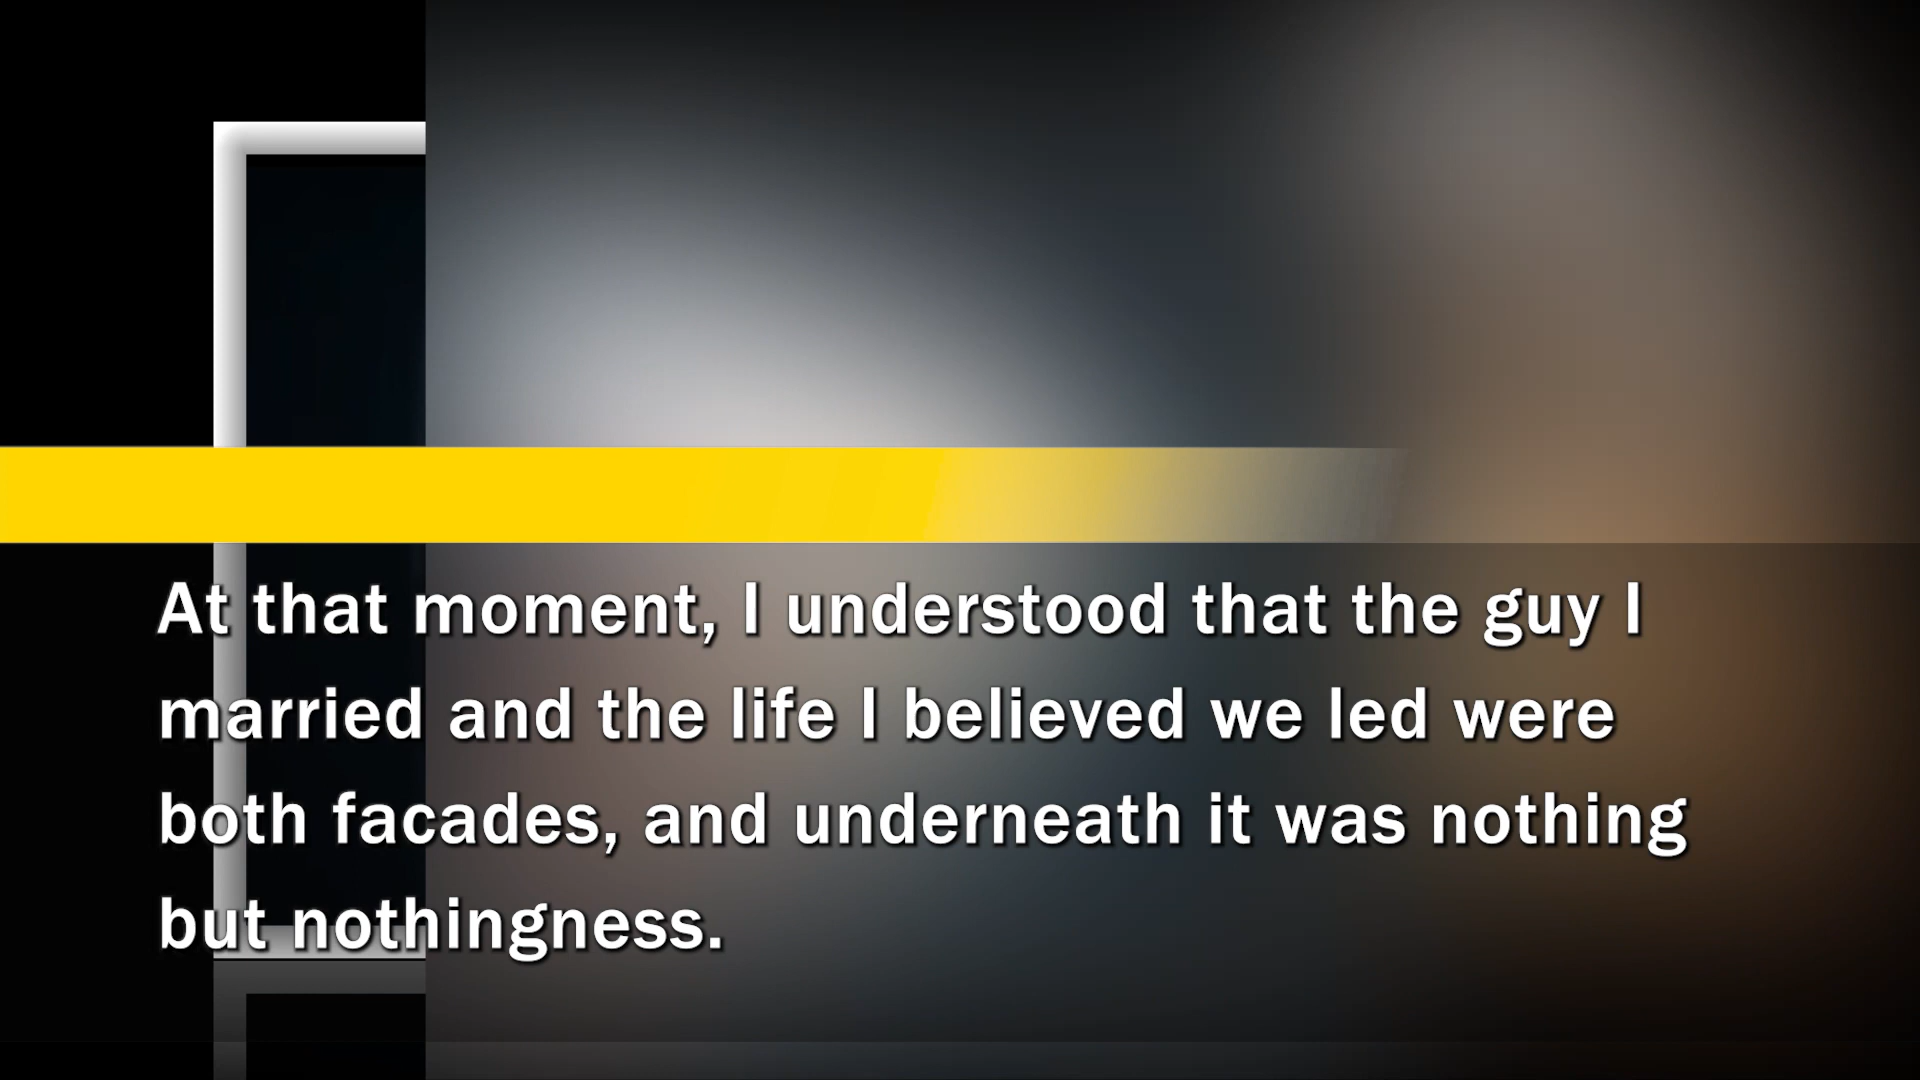 At that moment, I understood that the guy I
married and the life I believed we led were
both facades, and underneath it was nothing
but nothingness.